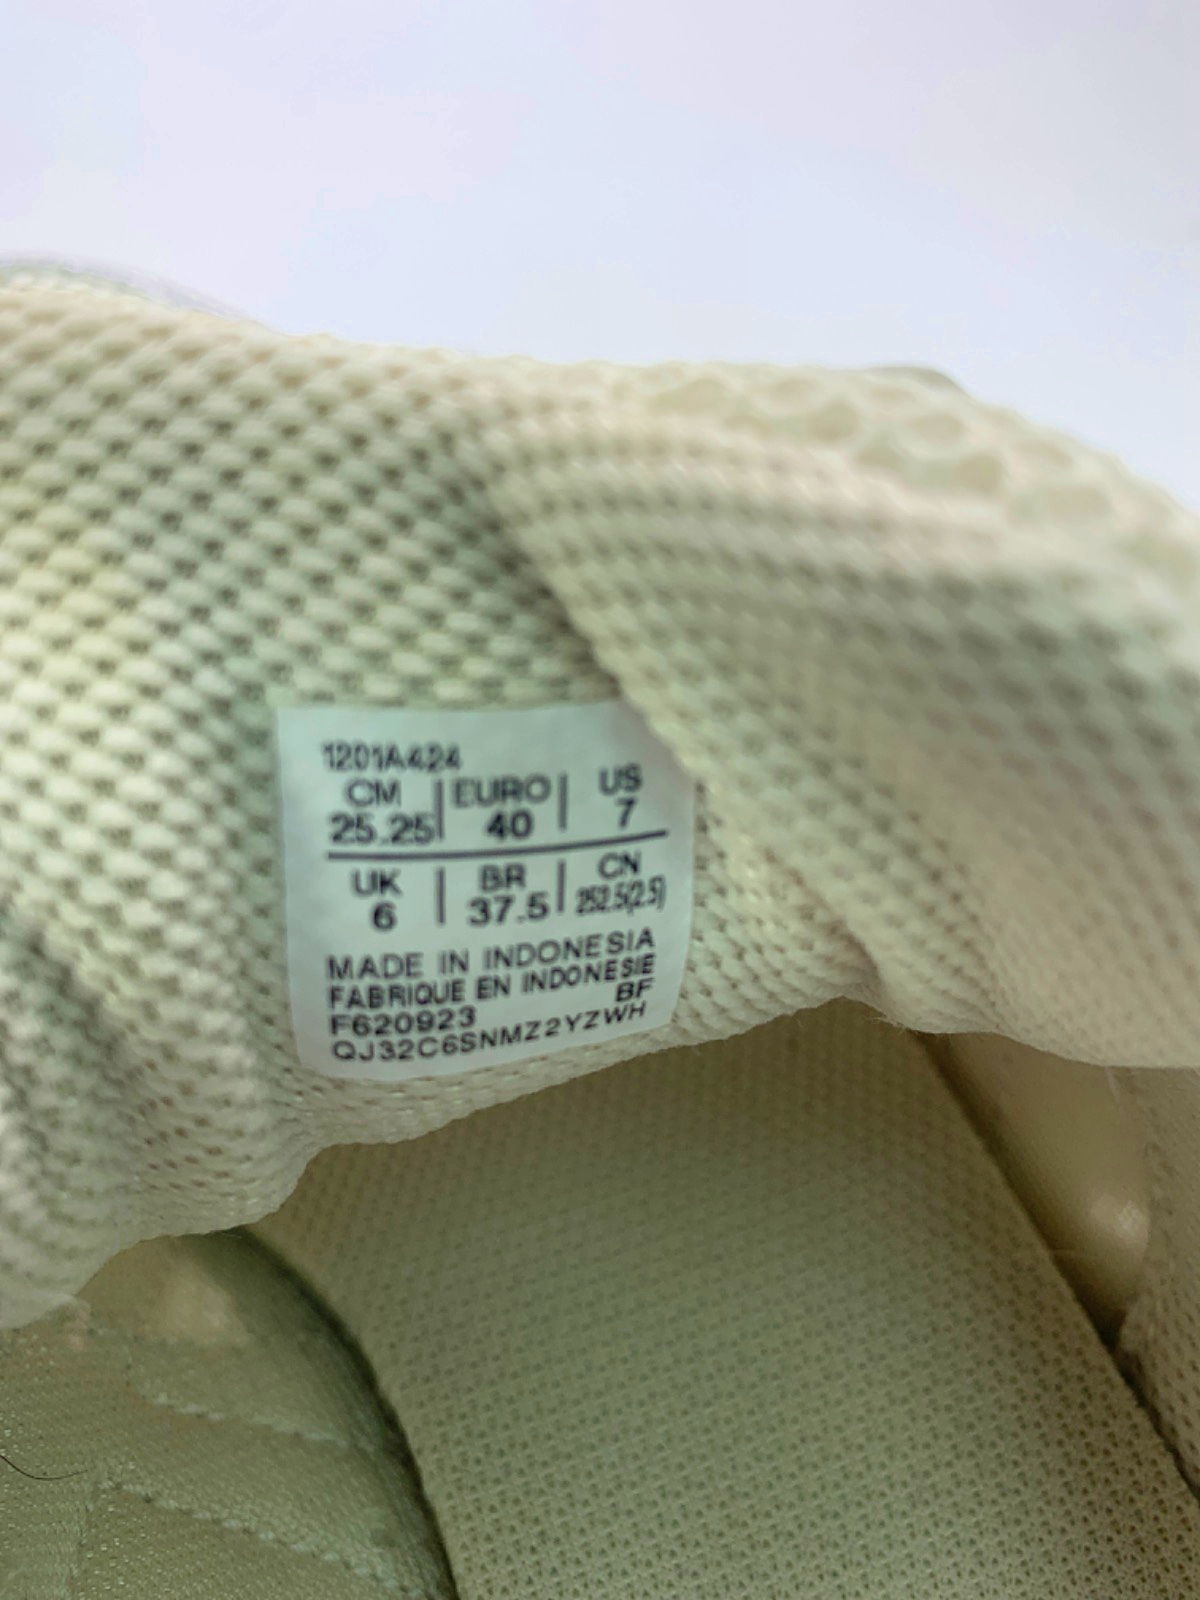 1201A424
CM | EURO | US
25.25 | 40 | 7
UK | BR | CN
6 | 37.5 | 252.5(2.5)
MADE IN INDONESIA
FABRIQUE EN INDONESIE
F620923 BF
QJ32C6SNMZ2YZWH